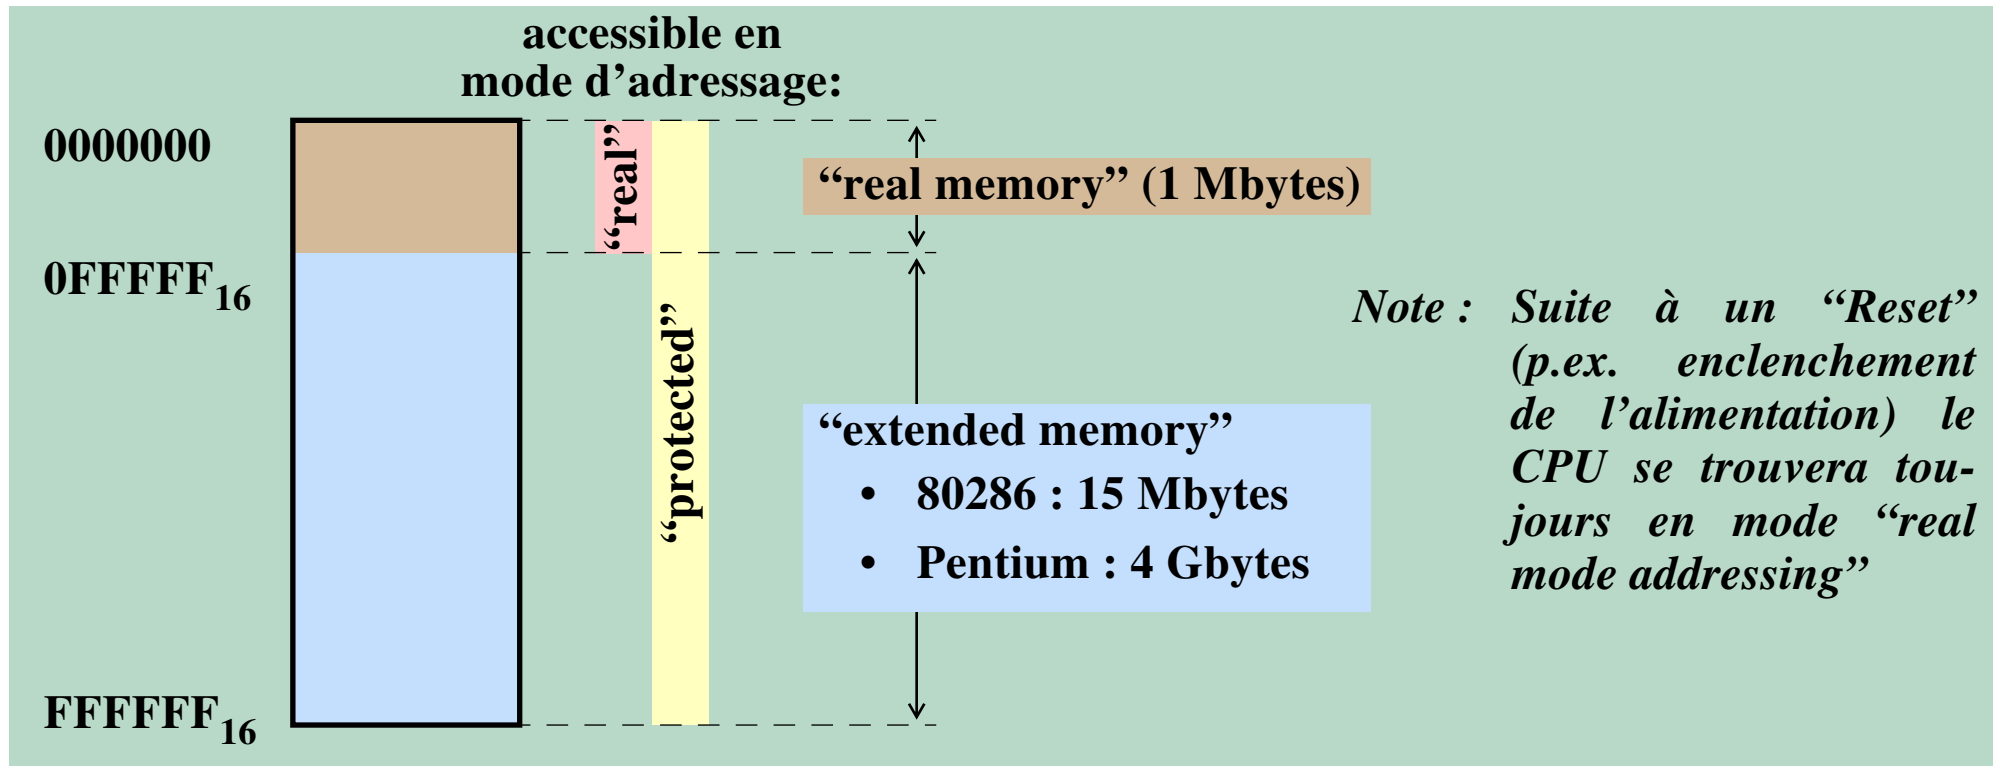 accessible en
mode d’adressage:
0000000
0FFFFF16
FFFFFF16
“real”
“protected”
“real memory” (1 Mbytes)
“extended memory”
• 80286 : 15 Mbytes
• Pentium : 4 Gbytes
Note : Suite à un “Reset”
(p.ex. enclenchement
de l’alimentation) le
CPU se trouvera tou-
jours en mode “real
mode addressing”